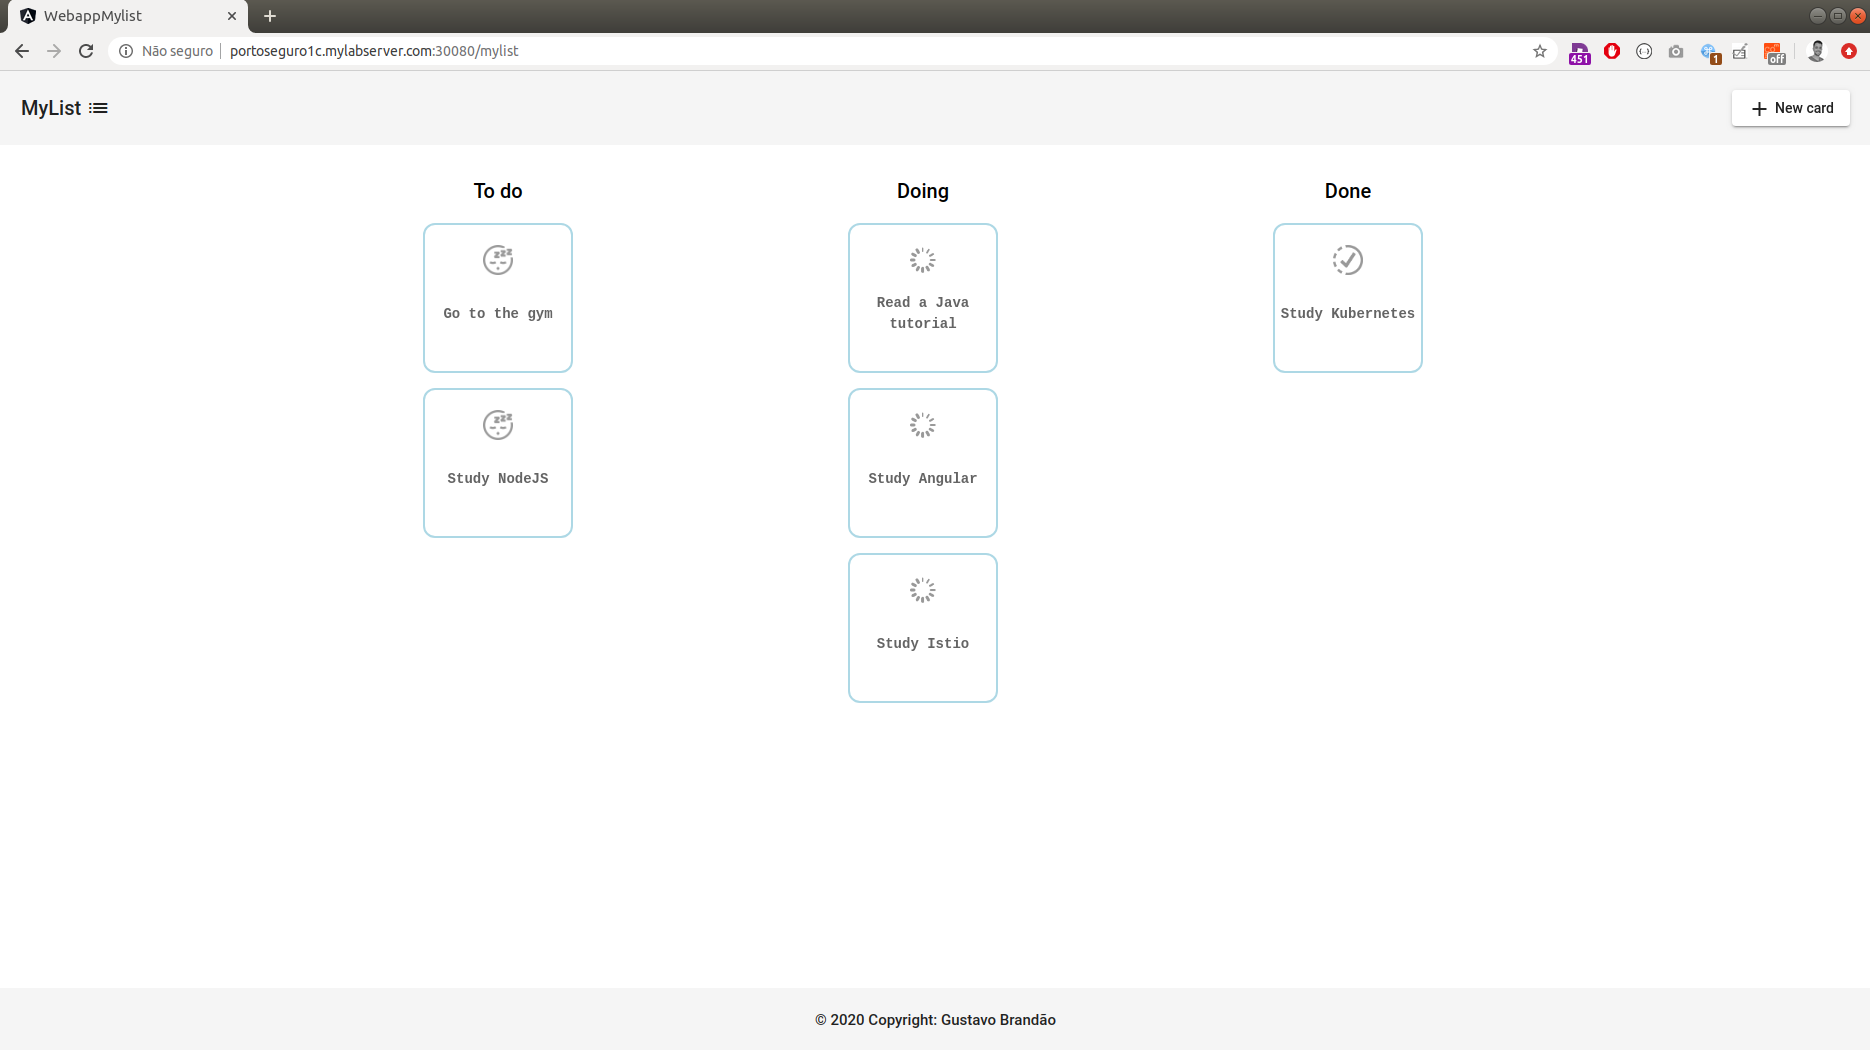 WebappMylist
Não seguro | portoseguro1c.mylabserver.com:30080/mylist
451
1
off
MyList
New card
To do
Doing
Done
Go to the gym
Read a Java
tutorial
Study Kubernetes
Study NodeJS
Study Angular
Study Istio
© 2020 Copyright: Gustavo Brandão